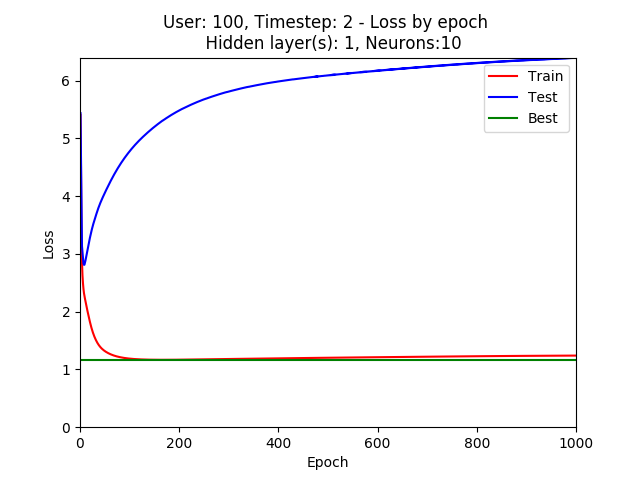 User: 100, Timestep: 2 - Loss by epoch
Hidden layer(s): 1, Neurons:10
Train
Test
Best
Loss
6
5
4
3
2
1
0
0 200 400 600 800 1000
Epoch